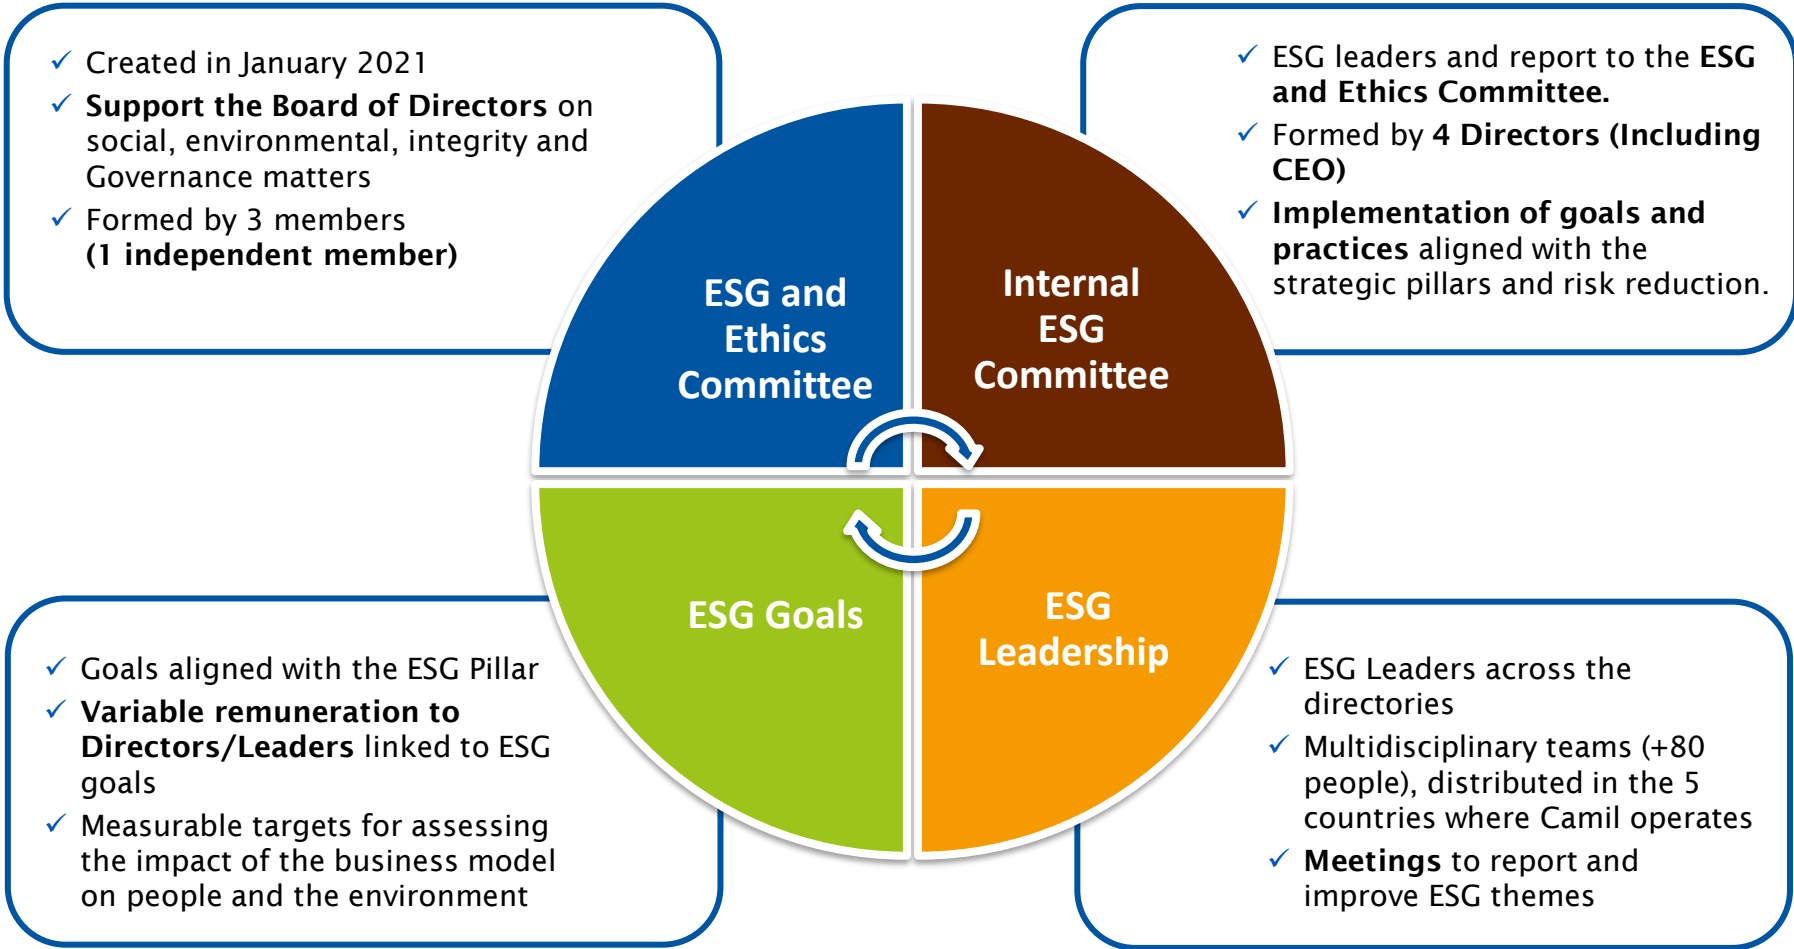 Created in January 2021
Support the Board of Directors on
social, environmental, integrity and
Governance matters
Formed by 3 members
(1 independent member)
ESG leaders and report to the ESG
and Ethics Committee.
Formed by 4 Directors (Including
CEO)
Implementation of goals and
practices aligned with the
strategic pillars and risk reduction.
ESG and
Ethics
Committee
Internal
ESG
Committee
ESG Goals
ESG
Leadership
Goals aligned with the ESG Pillar
Variable remuneration to
Directors/Leaders linked to ESG
goals
Measurable targets for assessing
the impact of the business model
on people and the environment
ESG Leaders across the
directories
Multidisciplinary teams (+80
people), distributed in the 5
countries where Camil operates
Meetings to report and
improve ESG themes